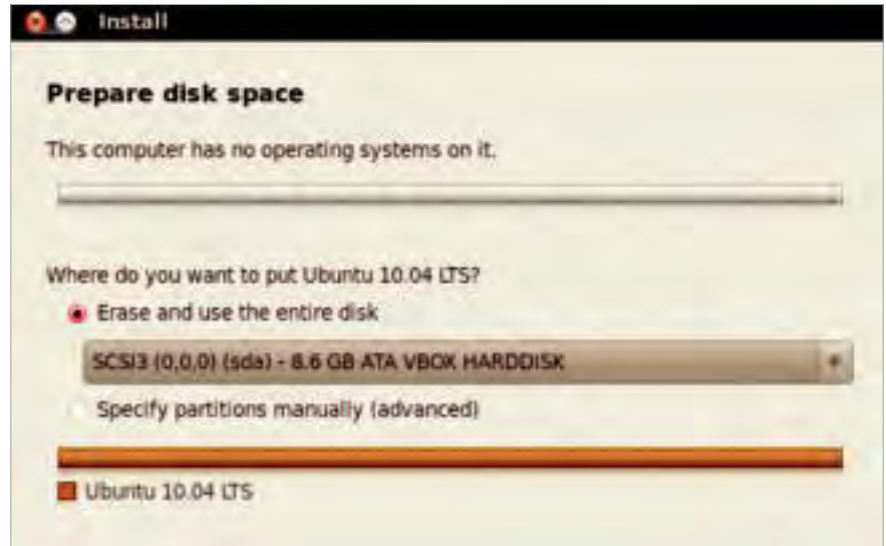 Install
Prepare disk space
This computer has no operating systems on it.
Where do you want to put Ubuntu 10.04 LTS?
Erase and use the entire disk
SCSI3 (0,0,0) (sda) - 8.6 GB ATA VBOX HARDDISK
Specify partitions manually (advanced)
Ubuntu 10.04 LTS